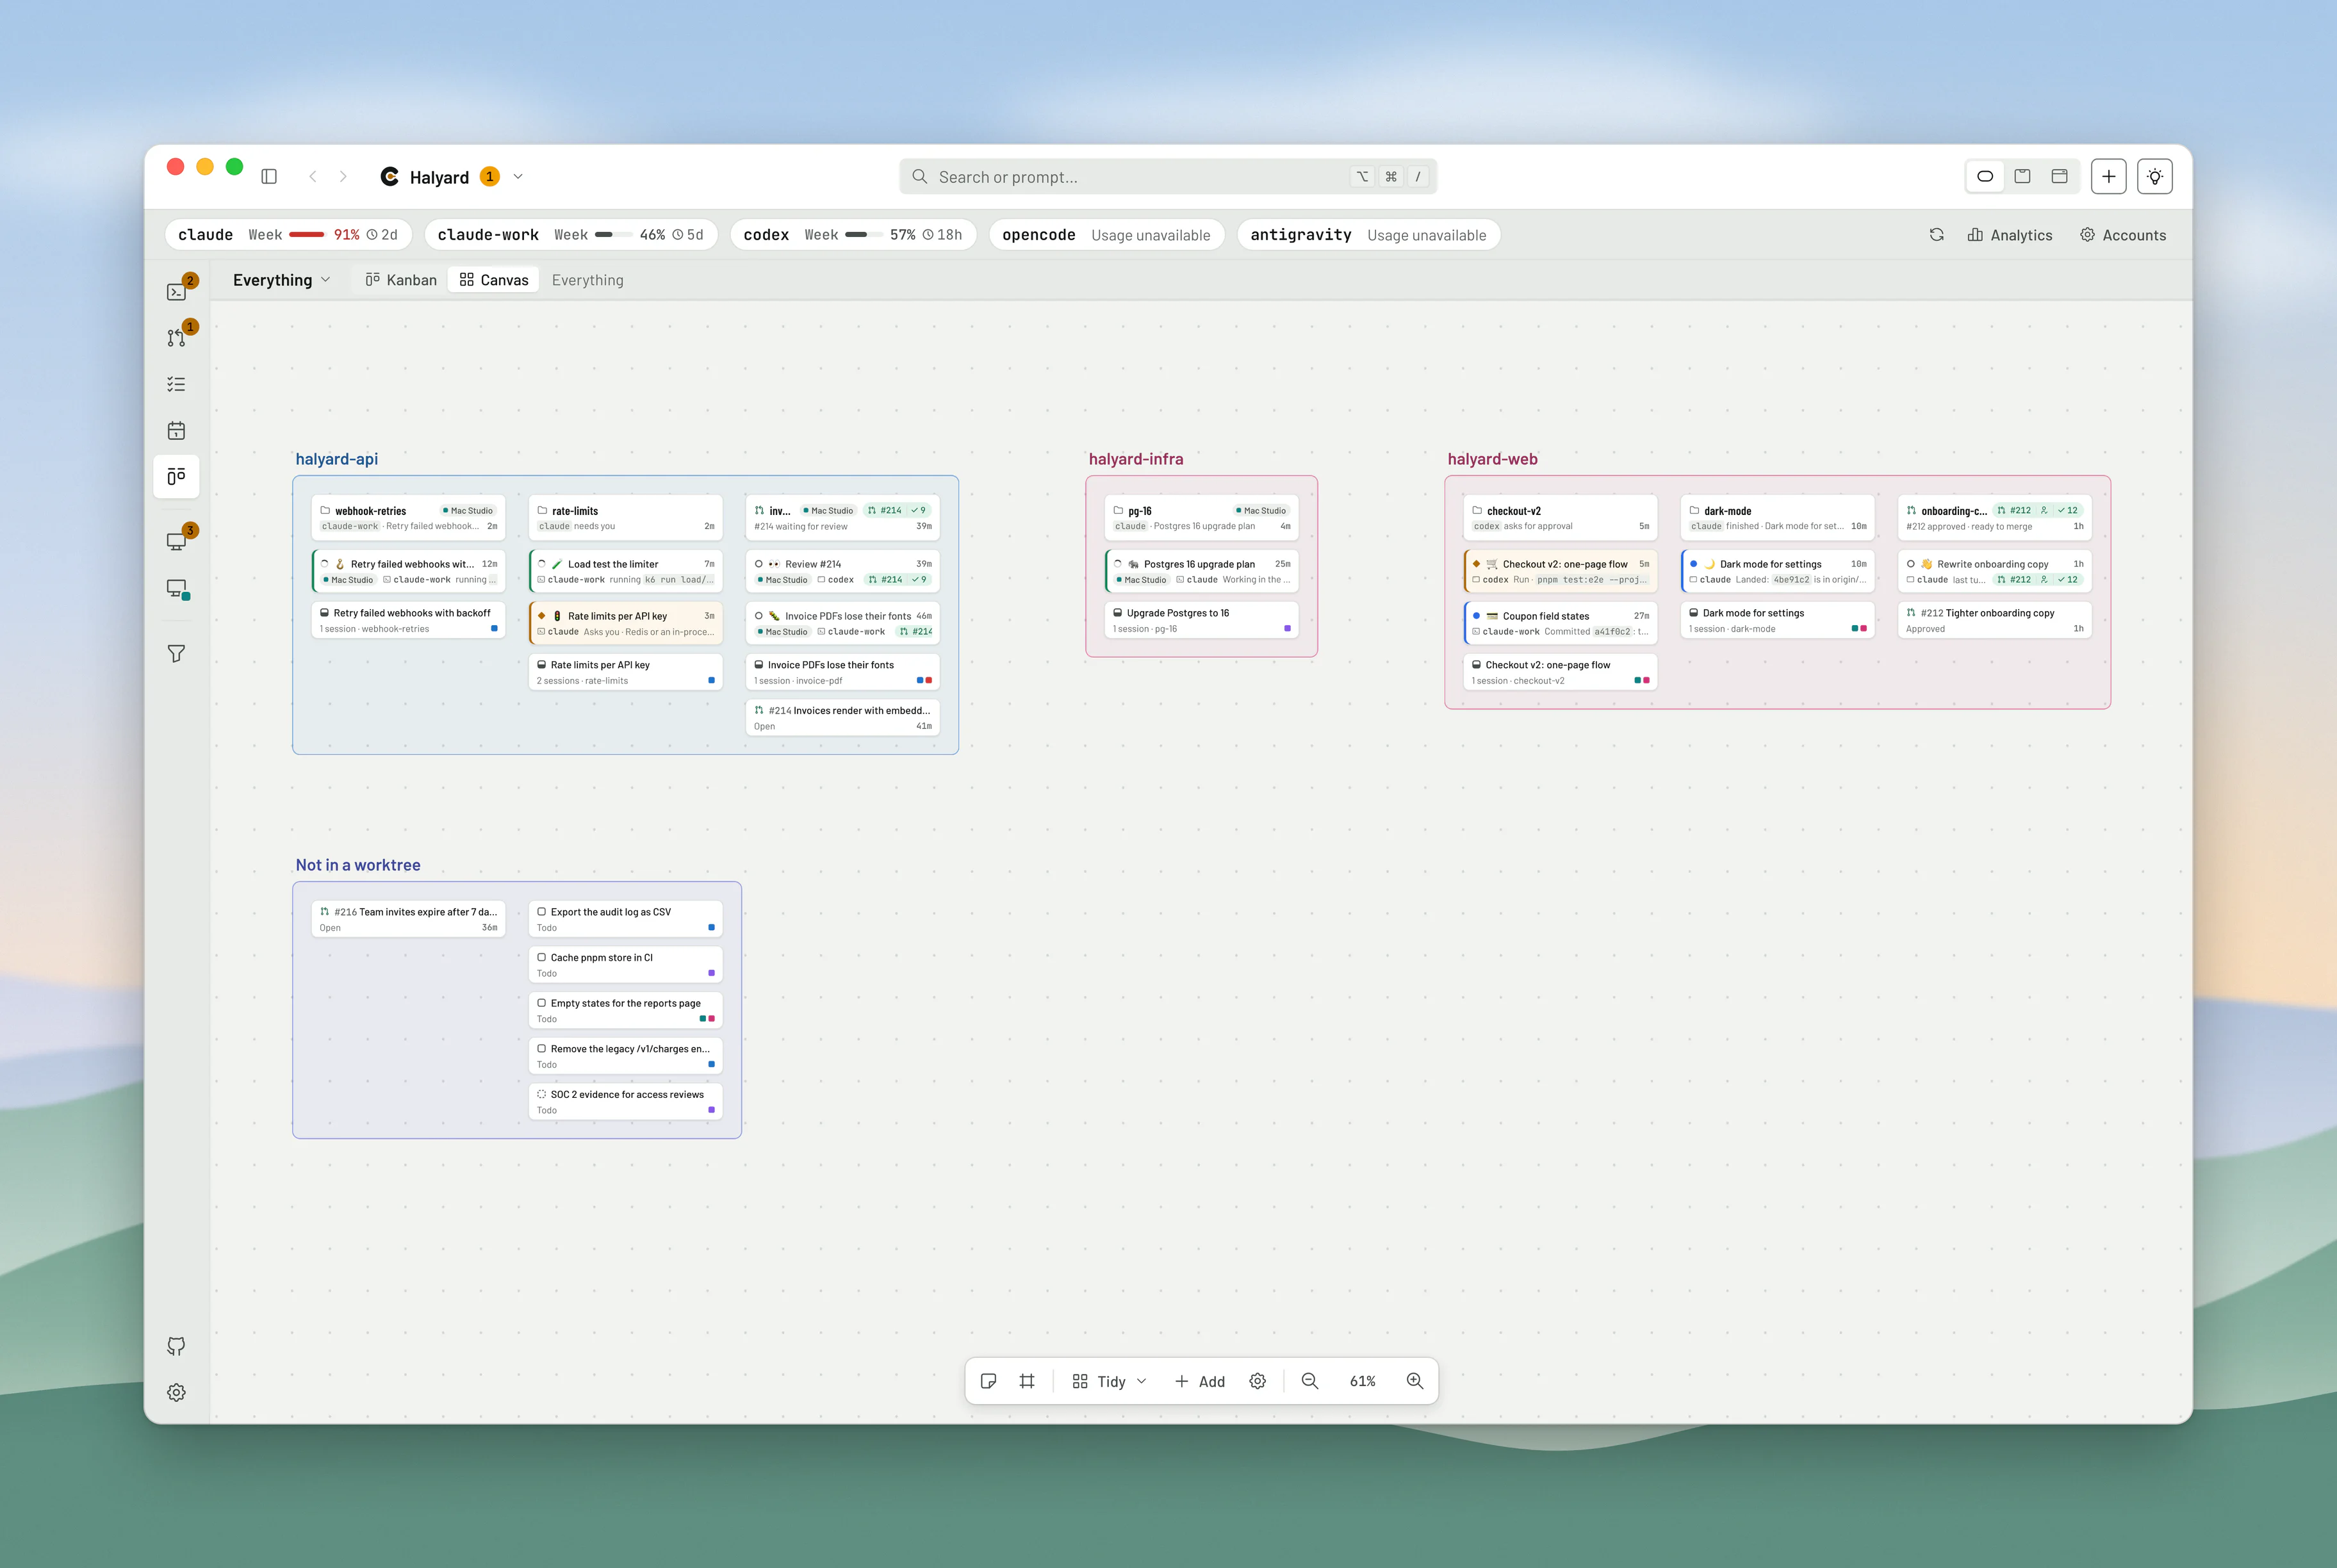 Halyard 1
Search or prompt... ⌥ ⌘ /
claude Week 91% 2d
claude-work Week 46% 5d
codex Week 57% 18h
opencode Usage unavailable
antigravity Usage unavailable
Analytics
Accounts
2
1
3
Everything
Kanban
Canvas
Everything
halyard-api
webhook-retries Mac Studio
claude-work · Retry failed webhook... 2m
Retry failed webhooks wit... 12m
Mac Studio claude-work running ...
Retry failed webhooks with backoff
1 session · webhook-retries
rate-limits
claude needs you 2m
Load test the limiter 7m
claude-work running k6 run load/...
Rate limits per API key 3m
claude Asks you · Redis or an in-proce...
Rate limits per API key
2 sessions · rate-limits
inv... Mac Studio #214 9
#214 waiting for review 39m
Review #214 39m
Mac Studio codex #214 9
Invoice PDFs lose their fonts 46m
Mac Studio claude-work #214
Invoice PDFs lose their fonts
1 session · invoice-pdf
#214 Invoices render with embedd...
Open 41m
halyard-infra
pg-16 Mac Studio
claude · Postgres 16 upgrade plan 4m
Postgres 16 upgrade plan 25m
Mac Studio claude Working in the ...
Upgrade Postgres to 16
1 session · pg-16
halyard-web
checkout-v2
codex asks for approval 5m
Checkout v2: one-page flow 5m
codex Run · pnpm test:e2e --proj...
Coupon field states 27m
claude-work Committed a41f0c2 : t...
Checkout v2: one-page flow
1 session · checkout-v2
dark-mode
claude finished · Dark mode for set... 10m
Dark mode for settings 10m
claude Landed: 4be91c2 is in origin/...
Dark mode for settings
1 session · dark-mode
onboarding-c... #212 12
#212 approved · ready to merge 1h
Rewrite onboarding copy 1h
claude last tu... #212 12
#212 Tighter onboarding copy
Approved 1h
Not in a worktree
#216 Team invites expire after 7 da...
Open 36m
Export the audit log as CSV
Todo
Cache pnpm store in CI
Todo
Empty states for the reports page
Todo
Remove the legacy /v1/charges en...
Todo
SOC 2 evidence for access reviews
Todo
Tidy
Add
61%